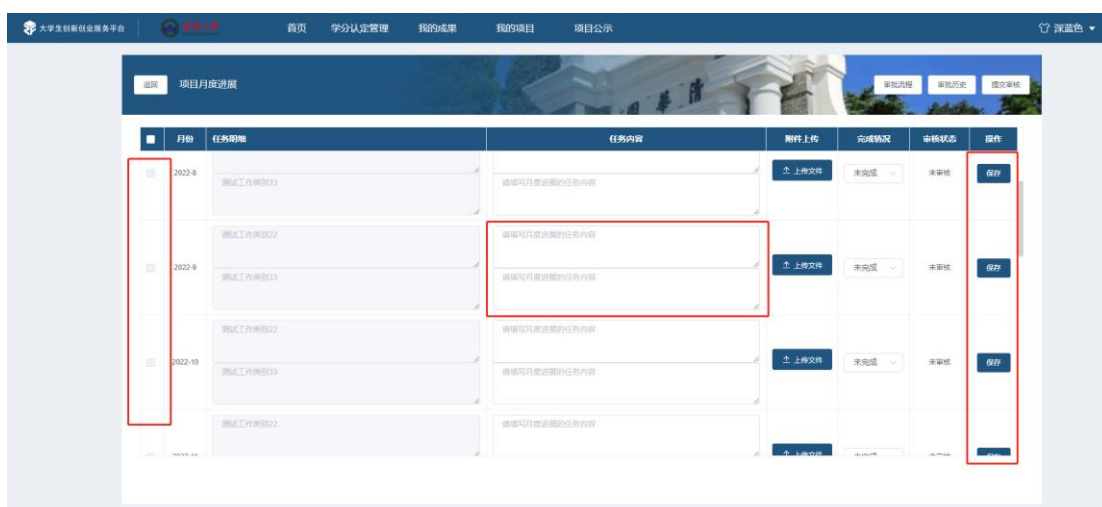 大学生创新创业服务平台 首页 学分认定管理 我的成果 我的项目 项目公示 深蓝色
返回 项目月度进展 审批流程 审批历史 提交审核
清华
月份 任务明细 任务内容 附件上传 完成情况 审核状态 操作
2022-8 测试工作类别33 请填写月度进展的任务内容 上传文件 未完成 未审核 保存
测试工作类别22 请填写月度进展的任务内容
2022-9 上传文件 未完成 未审核 保存
测试工作类别33 请填写月度进展的任务内容
测试工作类别22 请填写月度进展的任务内容
2022-10 上传文件 未完成 未审核 保存
测试工作类别33 请填写月度进展的任务内容
测试工作类别22 请填写月度进展的任务内容